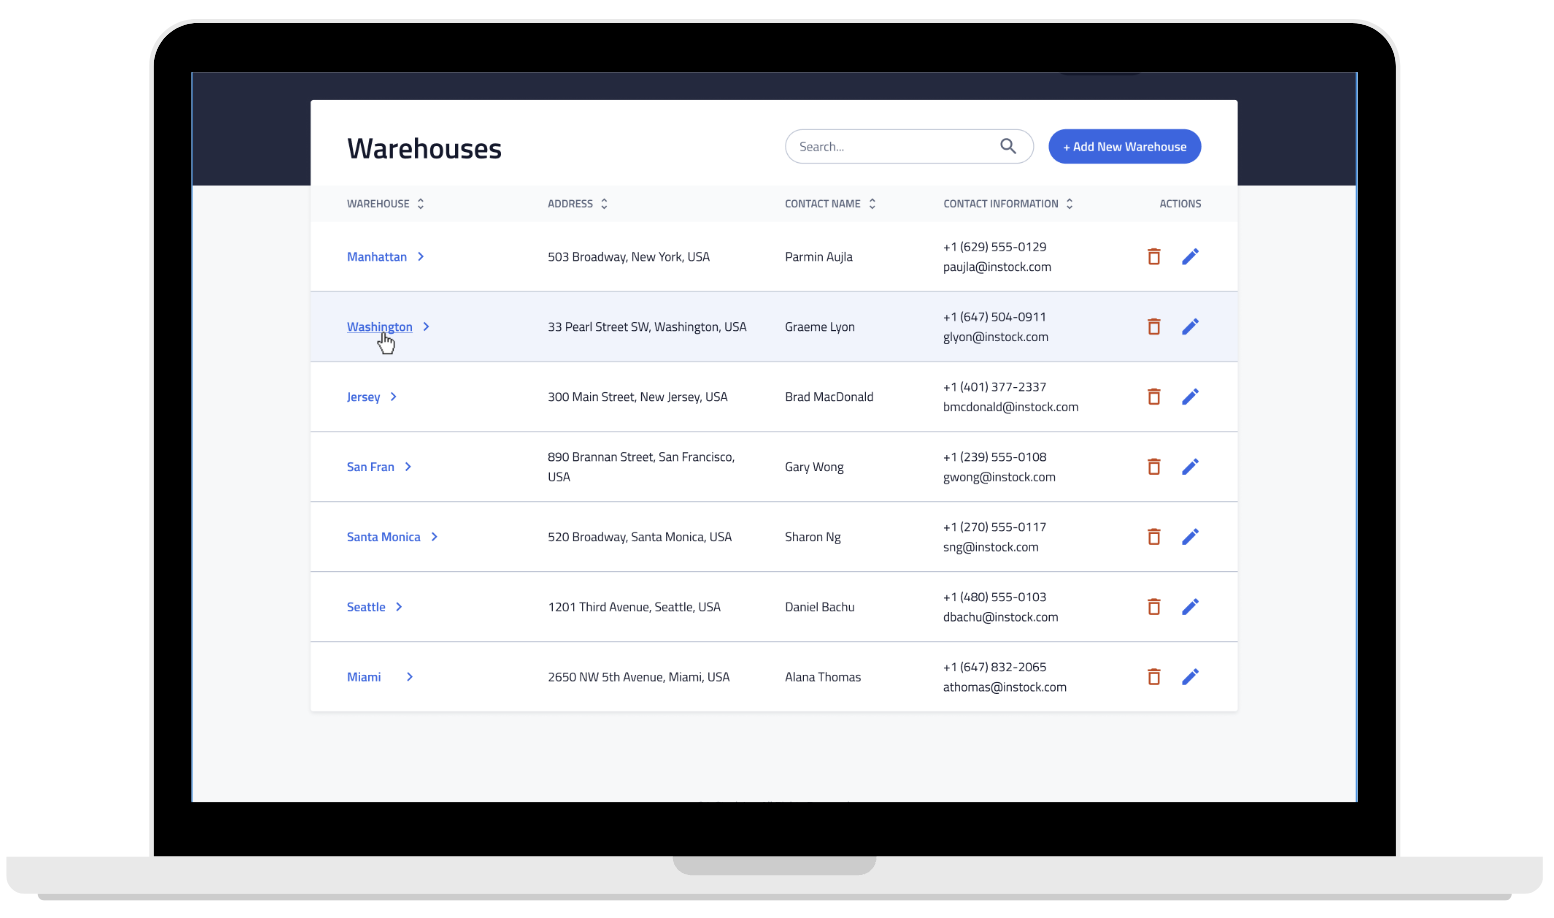 Warehouses
Search...
+ Add New Warehouse
WAREHOUSE
ADDRESS
CONTACT NAME
CONTACT INFORMATION
ACTIONS
Manhattan
503 Broadway, New York, USA
Parmin Aujla
+1 (629) 555-0129
paujla@instock.com
Washington
33 Pearl Street SW, Washington, USA
Graeme Lyon
+1 (647) 504-0911
glyon@instock.com
Jersey
300 Main Street, New Jersey, USA
Brad MacDonald
+1 (401) 377-2337
bmcdonald@instock.com
San Fran
890 Brannan Street, San Francisco,
USA
Gary Wong
+1 (239) 555-0108
gwong@instock.com
Santa Monica
520 Broadway, Santa Monica, USA
Sharon Ng
+1 (270) 555-0117
sng@instock.com
Seattle
1201 Third Avenue, Seattle, USA
Daniel Bachu
+1 (480) 555-0103
dbachu@instock.com
Miami
2650 NW 5th Avenue, Miami, USA
Alana Thomas
+1 (647) 832-2065
athomas@instock.com